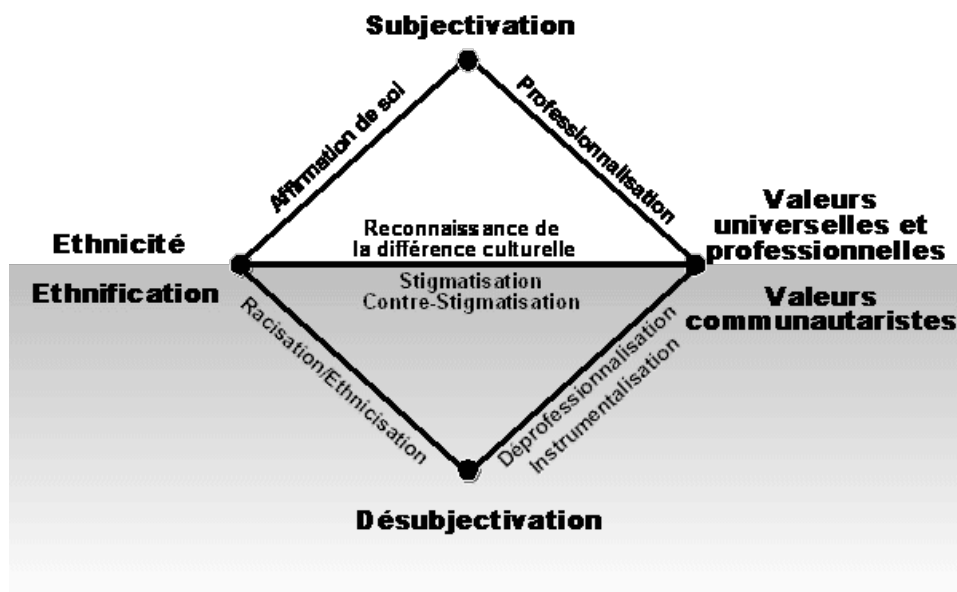 Subjectivation
Affirmation de soi
Professionnalisation
Reconnaissance de
la différence culturelle
Valeurs
universelles et
professionnelles
Ethnicité
Ethnification
Stigmatisation
Contre-Stigmatisation
Valeurs
communautaristes
Racisation/Ethnicisation
Déprofessionnalisation
Instrumentalisation
Désubjectivation